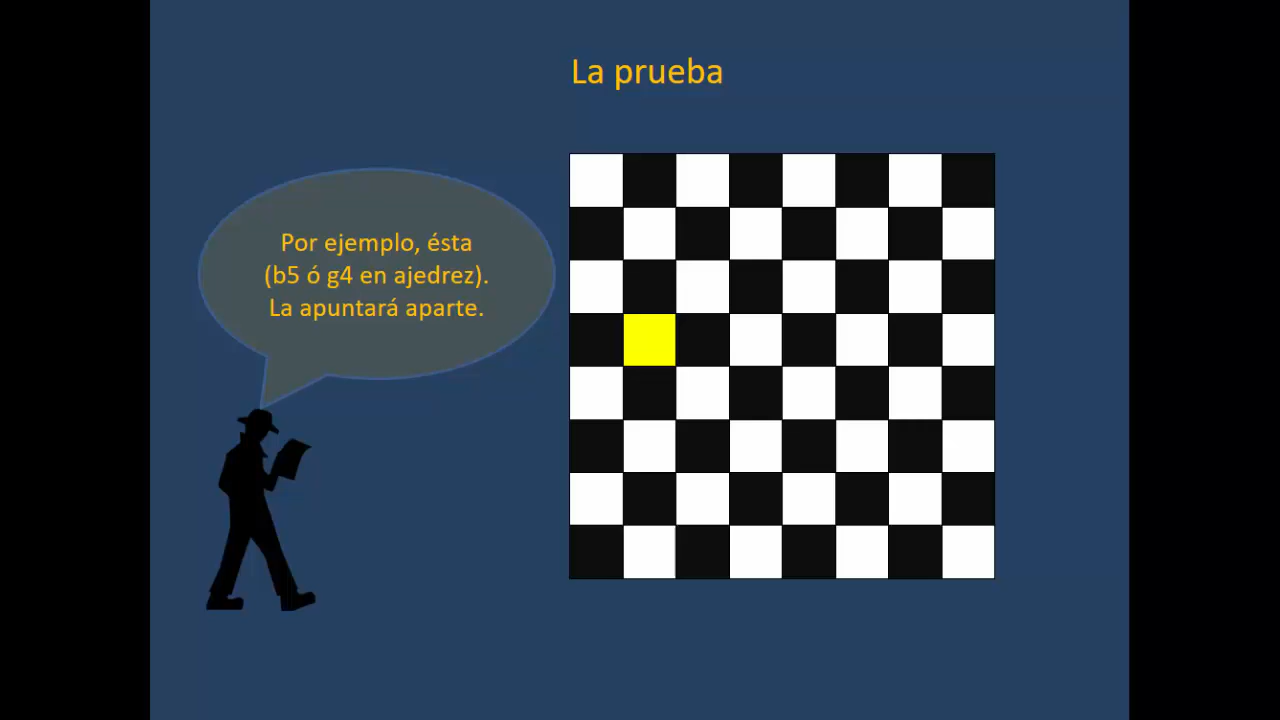 La prueba
Por ejemplo, ésta
(b5 ó g4 en ajedrez).
La apuntará aparte.